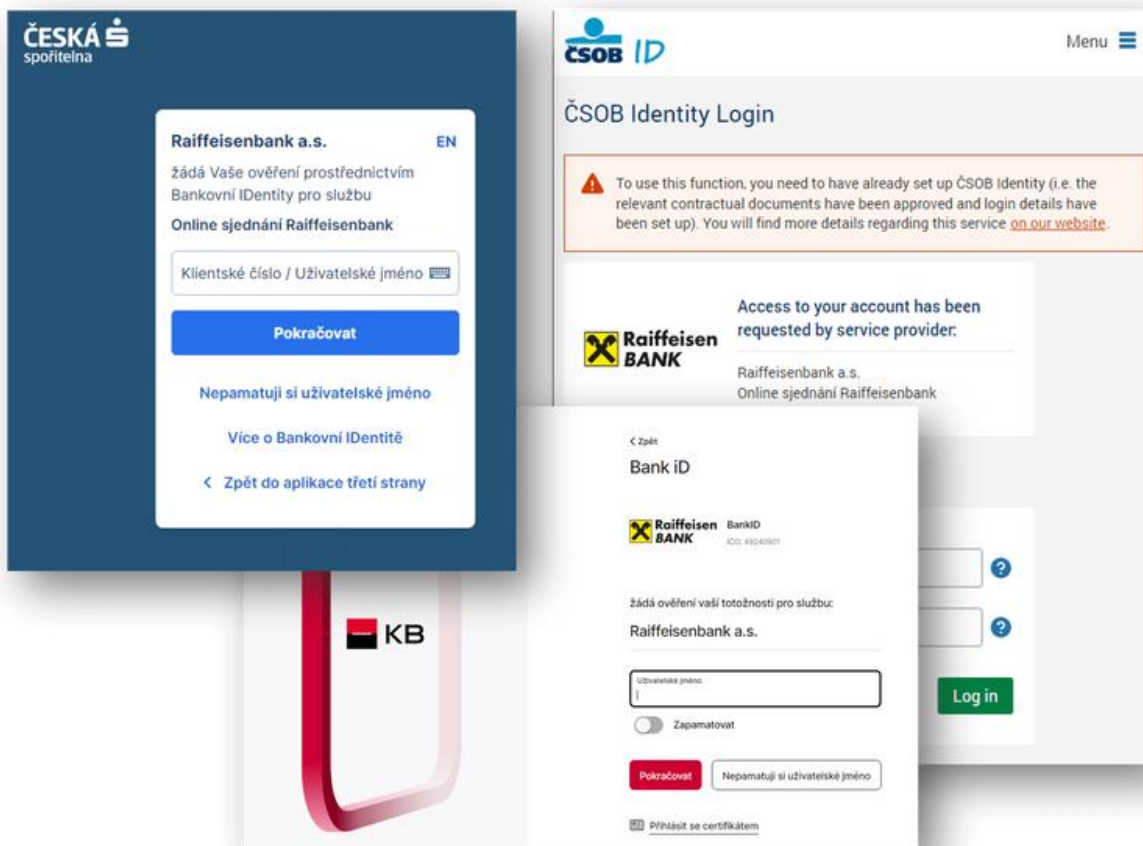 ČESKÁ
spořitelna
Raiffeisenbank a.s.
EN
žádá Vaše ověření prostřednictvím
Bankovní IDentity pro službu
Online sjednání Raiffeisenbank
Klientské číslo / Uživatelské jméno
Pokračovat
Nepamatuji si uživatelské jméno
Více o Bankovní IDentitě
Zpět do aplikace třetí strany
ČSOB ID
Menu
ČSOB Identity Login
To use this function, you need to have already set up ČSOB Identity (i.e. the
relevant contractual documents have been approved and login details have
been set up). You will find more details regarding this service on our website.
Raiffeisen
BANK
Access to your account has been
requested by service provider:
Raiffeisenbank a.s.
Online sjednání Raiffeisenbank
?
?
Log in
KB
Zpět
Bank iD
Raiffeisen
BANK
BankID
IČO: 49240901
žádá ověření vaší totožnosti pro službu:
Raiffeisenbank a.s.
Uživatelské jméno
Zapamatovat
Pokračovat
Nepamatuji si uživatelské jméno
Přihlásit se certifikátem